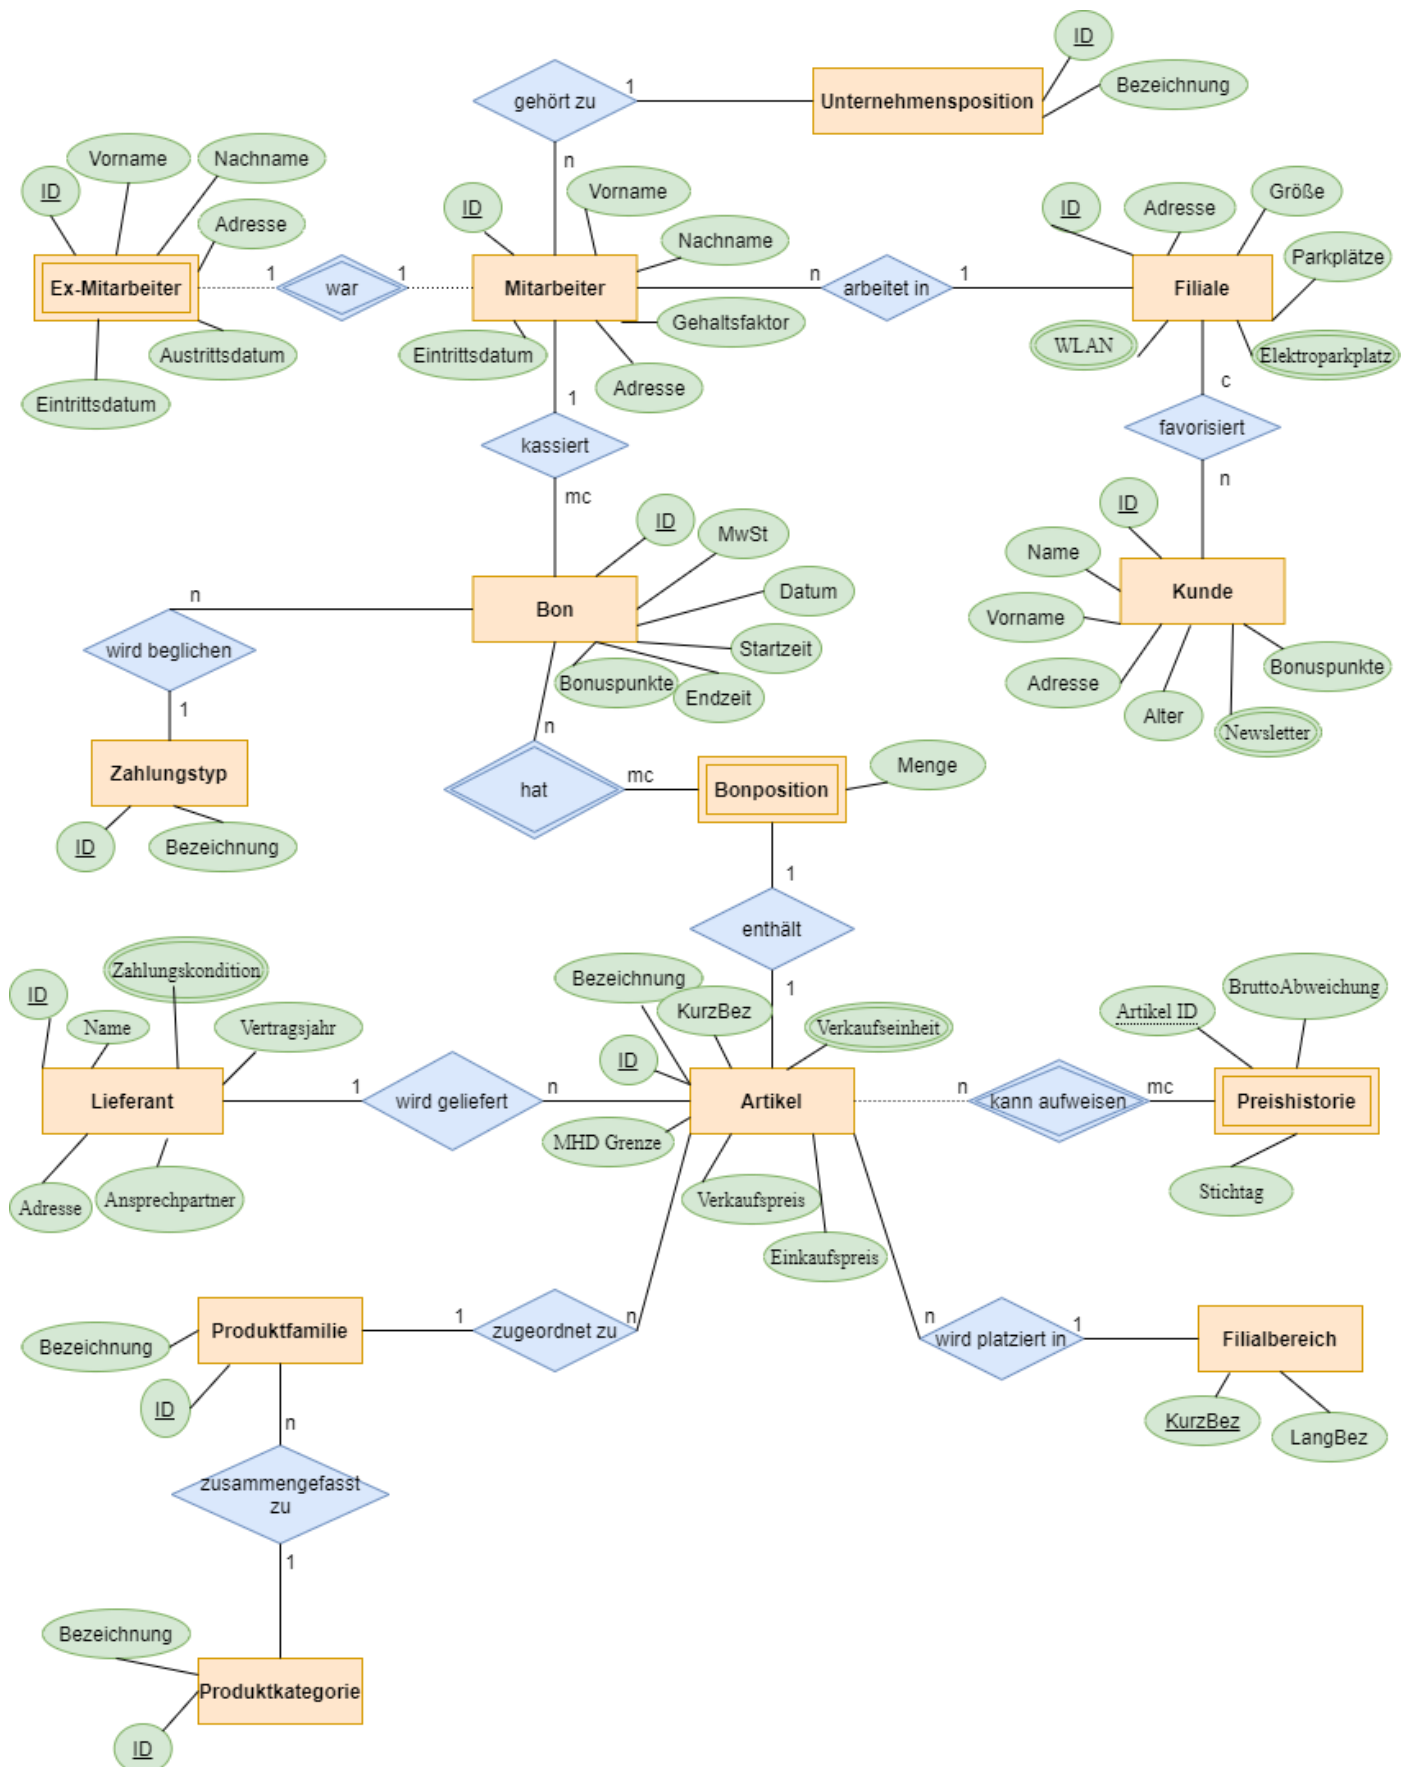 ID
gehört zu
1
Unternehmensposition
Bezeichnung
n
Vorname
Nachname
ID
Adresse
Ex-Mitarbeiter
1
war
1
Austrittsdatum
Eintrittsdatum
ID
Vorname
Nachname
Mitarbeiter
Gehaltsfaktor
Eintrittsdatum
Adresse
n
arbeitet in
1
ID
Adresse
Größe
Parkplätze
Filiale
WLAN
Elektroparkplatz
1
kassiert
mc
c
favorisiert
n
ID
Name
Kunde
Vorname
Adresse
Alter
Newsletter
Bonuspunkte
ID
MwSt
Datum
Bon
Startzeit
Bonuspunkte
Endzeit
n
wird beglichen
1
Zahlungstyp
ID
Bezeichnung
n
hat
mc
Bonposition
Menge
1
enthält
1
Zahlungskondition
ID
Name
Vertragsjahr
Lieferant
Adresse
Ansprechpartner
1
wird geliefert
n
Bezeichnung
KurzBez
Verkaufseinheit
ID
Artikel
MHD Grenze
Verkaufspreis
Einkaufspreis
n
kann aufweisen
mc
BruttoAbweichung
Artikel ID
Preishistorie
Stichtag
Produktfamilie
1
zugeordnet zu
n
Bezeichnung
ID
n
wird platziert in
1
Filialbereich
KurzBez
LangBez
n
zusammengefasst
zu
1
Bezeichnung
Produktkategorie
ID